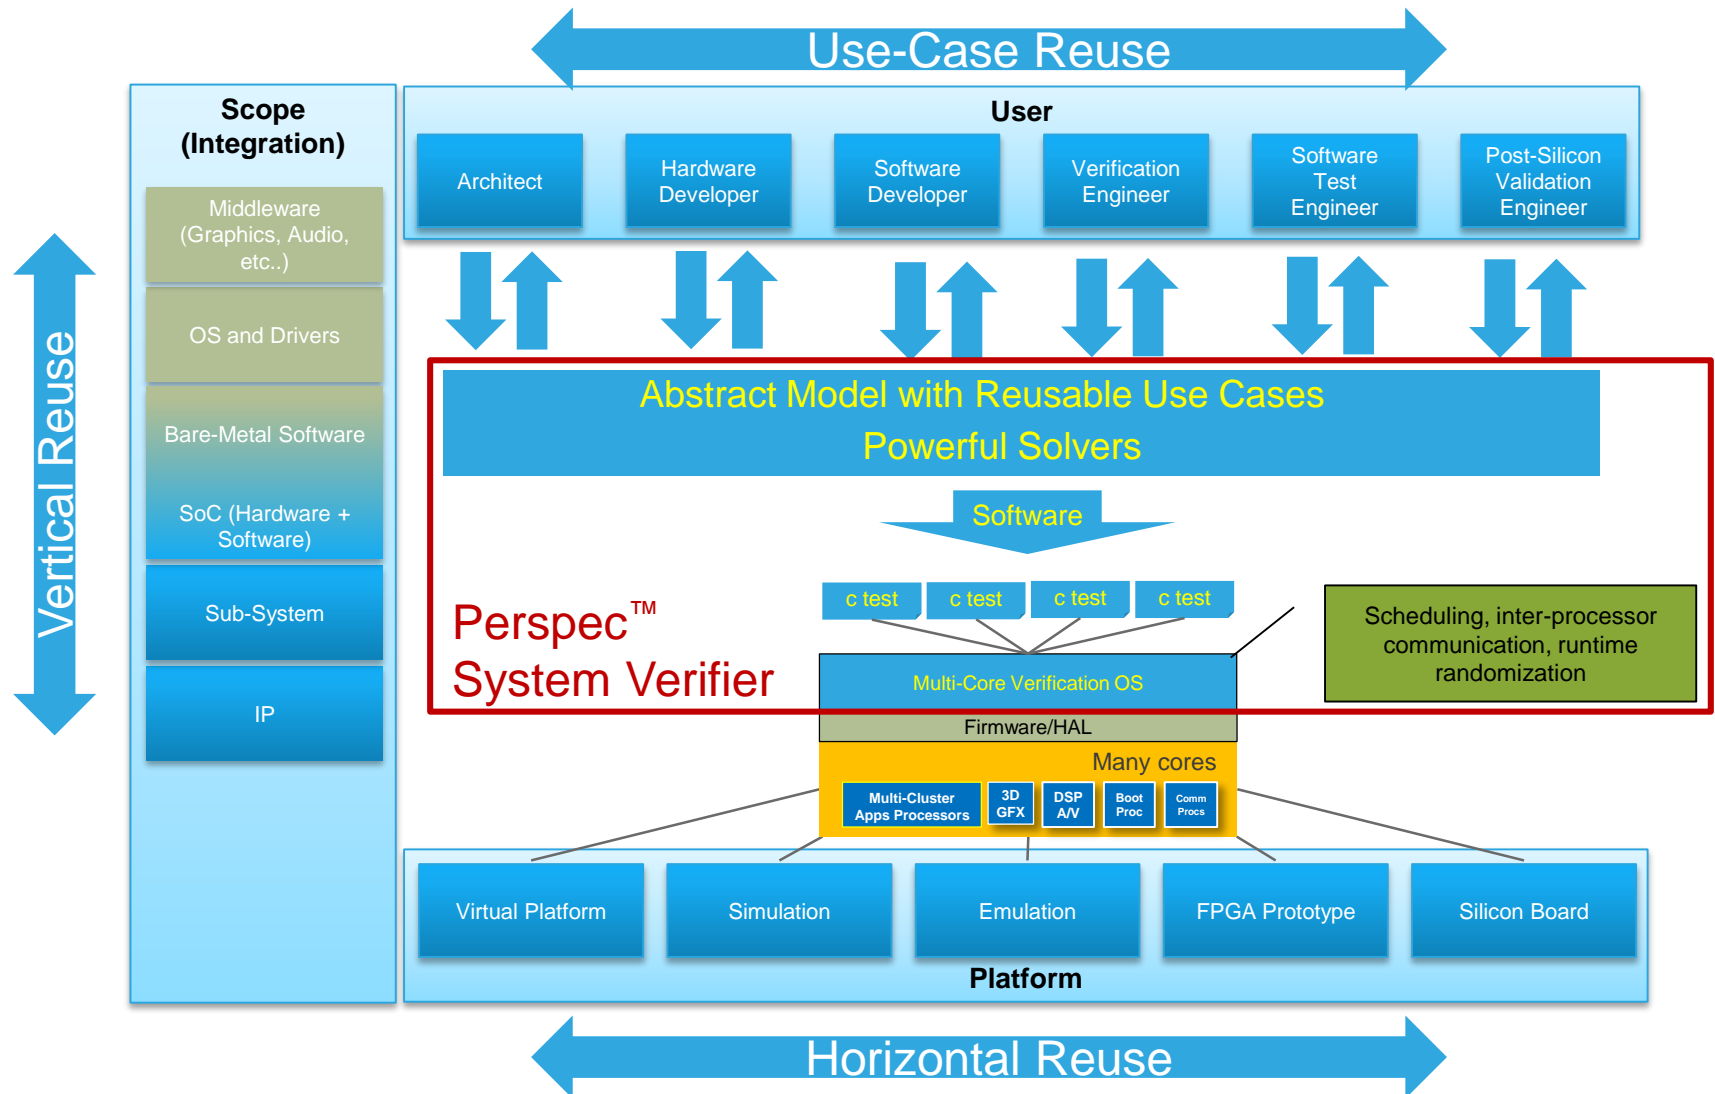 Use-Case Reuse
Scope
(Integration)
User
Architect
Hardware
Developer
Software
Developer
Verification
Engineer
Software
Test
Engineer
Post-Silicon
Validation
Engineer
Middleware
(Graphics, Audio,
etc..)
OS and Drivers
Bare-Metal Software
SoC (Hardware +
Software)
Sub-System
IP
Vertical Reuse
Abstract Model with Reusable Use Cases
Powerful Solvers
Software
c test
c test
c test
c test
Perspec™
System Verifier
Scheduling, inter-processor
communication, runtime
randomization
Multi-Core Verification OS
Firmware/HAL
Many cores
Multi-Cluster
Apps Processors
3D
GFX
DSP
A/V
Boot
Proc
Comm
Procs
Virtual Platform
Simulation
Emulation
FPGA Prototype
Silicon Board
Platform
Horizontal Reuse